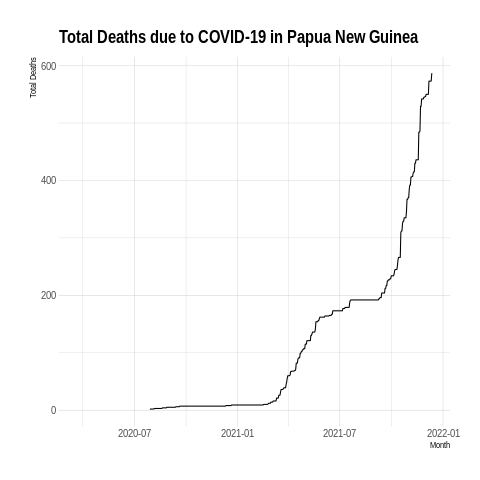 Total Deaths due to COVID-19 in Papua New Guinea
Total Deaths
600
400
200
0
2020-07
2021-01
2021-07
2022-01
Month